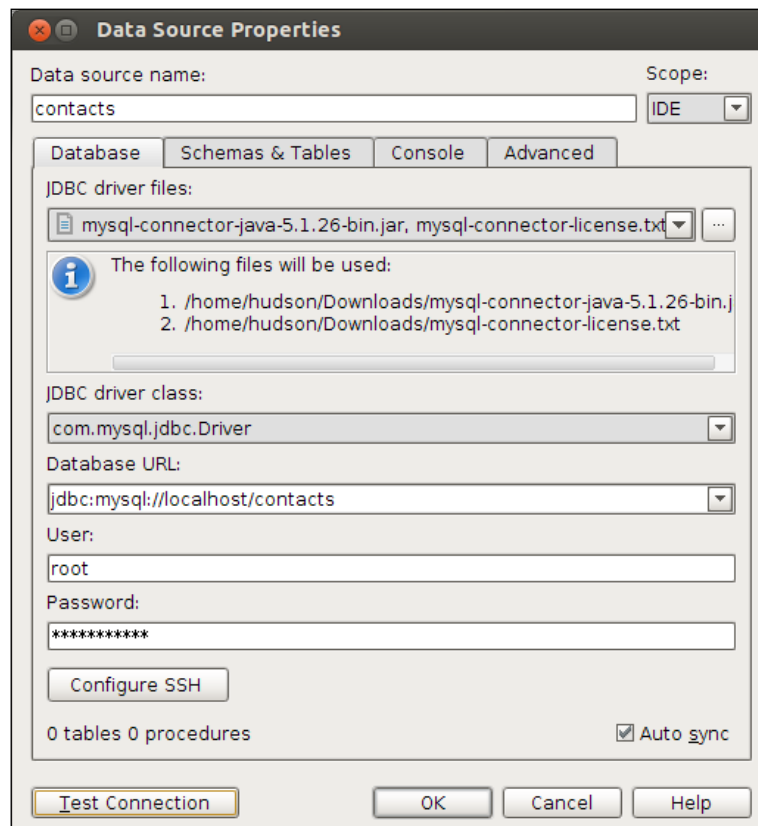 Data Source Properties
Data source name:
Scope:
contacts
IDE
Database
Schemas & Tables
Console
Advanced
JDBC driver files:
mysql-connector-java-5.1.26-bin.jar, mysql-connector-license.txt
...
The following files will be used:
1. /home/hudson/Downloads/mysql-connector-java-5.1.26-bin.j
2. /home/hudson/Downloads/mysql-connector-license.txt
JDBC driver class:
com.mysql.jdbc.Driver
Database URL:
jdbc:mysql://localhost/contacts
User:
root
Password:
***********
Configure SSH
0 tables 0 procedures
Auto sync
Test Connection
OK
Cancel
Help